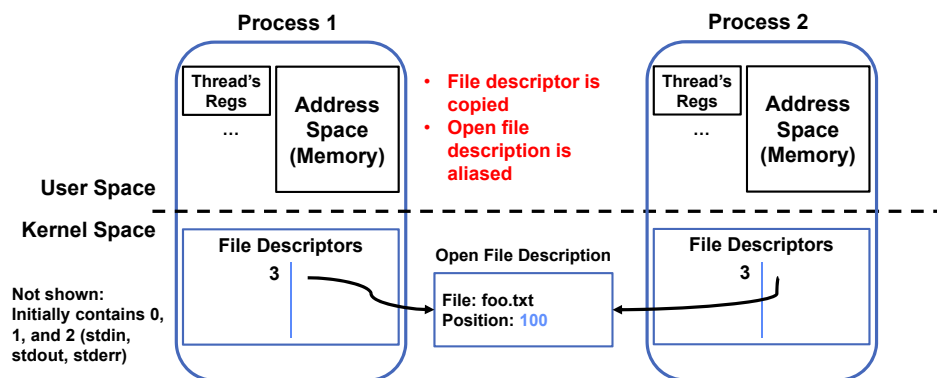 Process 1
Process 2
Thread's
Regs
...
Address
Space
(Memory)
• File descriptor is
copied
• Open file
description is
aliased
Thread's
Regs
...
Address
Space
(Memory)
User Space
Kernel Space
File Descriptors
3
Open File Description
File: foo.txt
Position: 100
File Descriptors
3
Not shown:
Initially contains 0,
1, and 2 (stdin,
stdout, stderr)